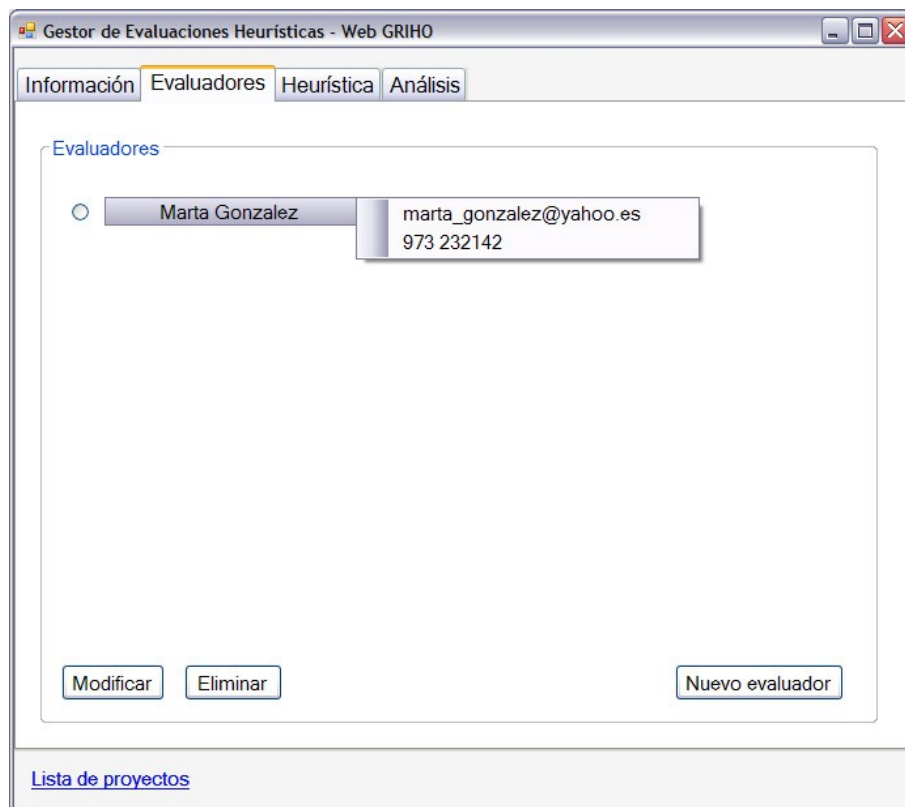 Gestor de Evaluaciones Heurísticas - Web GRIHO
Información Evaluadores Heurística Análisis
Evaluadores
Marta Gonzalez marta_gonzalez@yahoo.es
973 232142
Modificar Eliminar Nuevo evaluador
Lista de proyectos